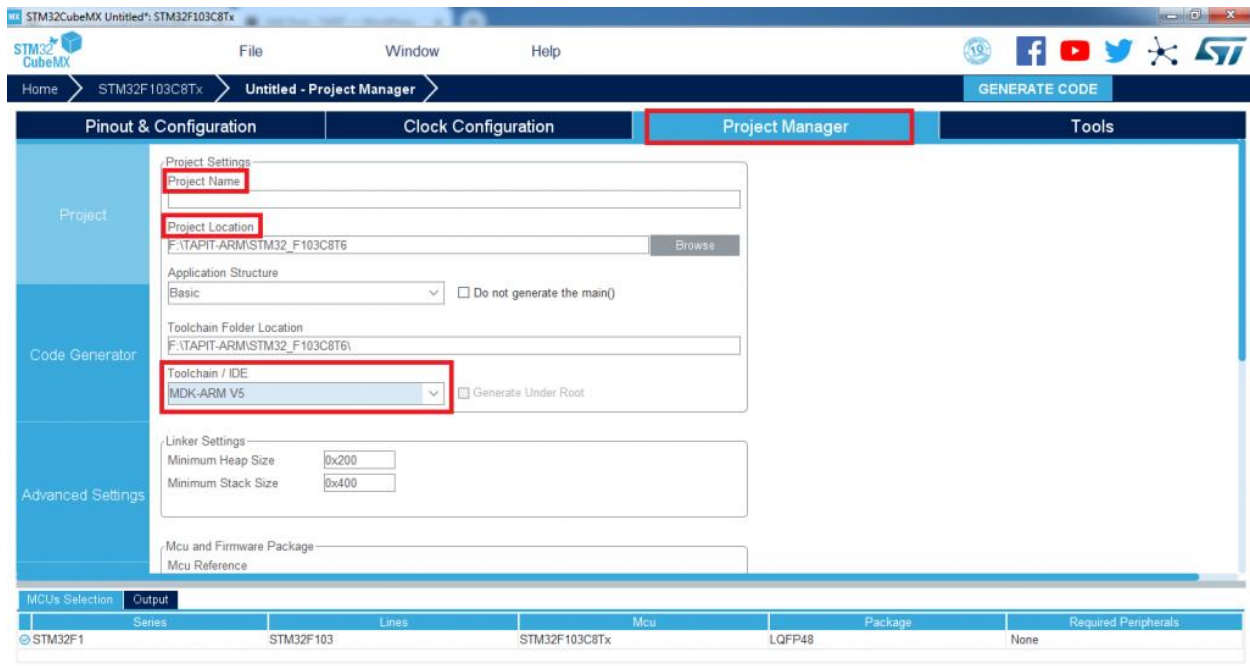 STM32CubeMX Untitled*: STM32F103C8Tx
STM32 CubeMX
File Window Help
Home STM32F103C8Tx Untitled - Project Manager GENERATE CODE
Pinout & Configuration Clock Configuration Project Manager Tools
Project
Code Generator
Advanced Settings
Project Settings
Project Name
Project Location
F:\TAPIT-ARM\STM32_F103C8T6 Browse
Application Structure
Basic Do not generate the main()
Toolchain Folder Location
F:\TAPIT-ARM\STM32_F103C8T6\
Toolchain / IDE
MDK-ARM V5 Generate Under Root
Linker Settings
Minimum Heap Size 0x200
Minimum Stack Size 0x400
Mcu and Firmware Package
Mcu Reference
MCUs Selection Output
Series Lines Mcu Package Required Peripherals
STM32F1 STM32F103 STM32F103C8Tx LQFP48 None